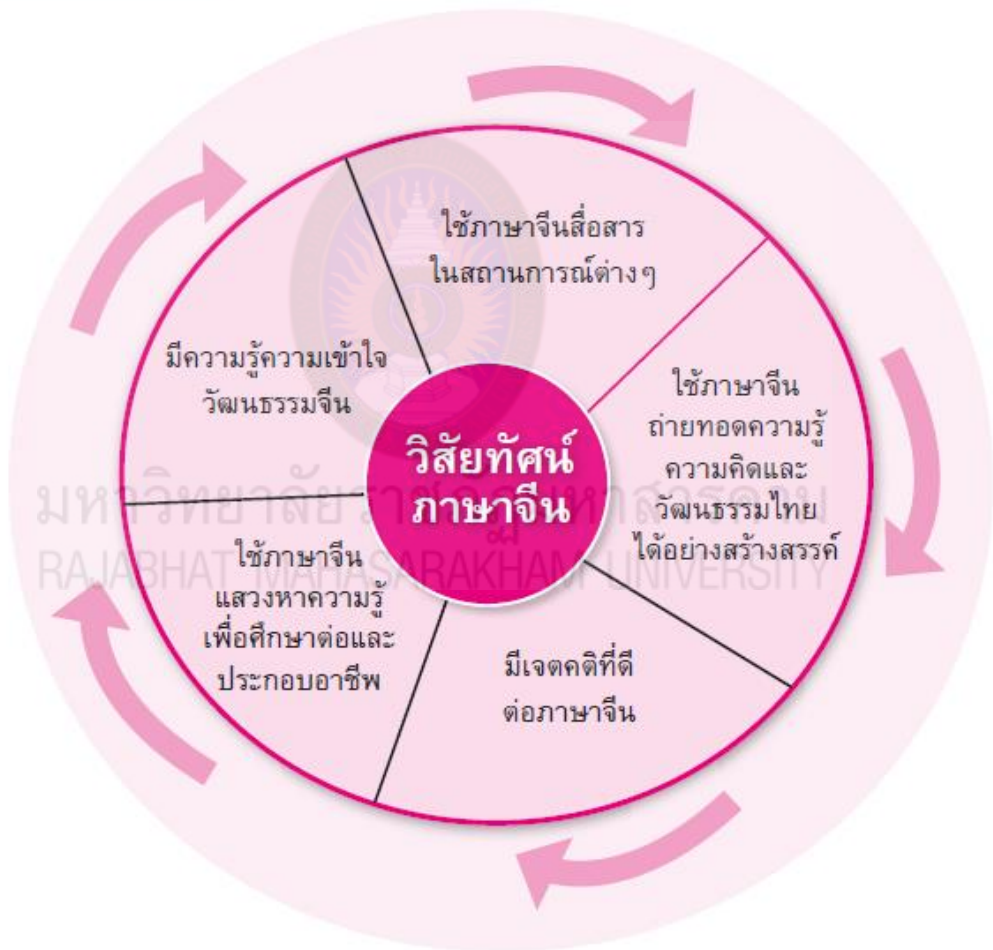 ใช้ภาษาจีนสื่อสาร
ในสถานการณ์ต่างๆ
ใช้ภาษาจีน
ถ่ายทอดความรู้
ความคิดและ
วัฒนธรรมไทย
ได้อย่างสร้างสรรค์
มีเจตคติที่ดี
ต่อภาษาจีน
ใช้ภาษาจีน
แสวงหาความรู้
เพื่อศึกษาต่อและ
ประกอบอาชีพ
มีความรู้ความเข้าใจ
วัฒนธรรมจีน
วิสัยทัศน์
ภาษาจีน
มหาวิทยาลัยราชภัฏมหาสารคาม
RAJABHAT MAHASARAKHAM UNIVERSITY